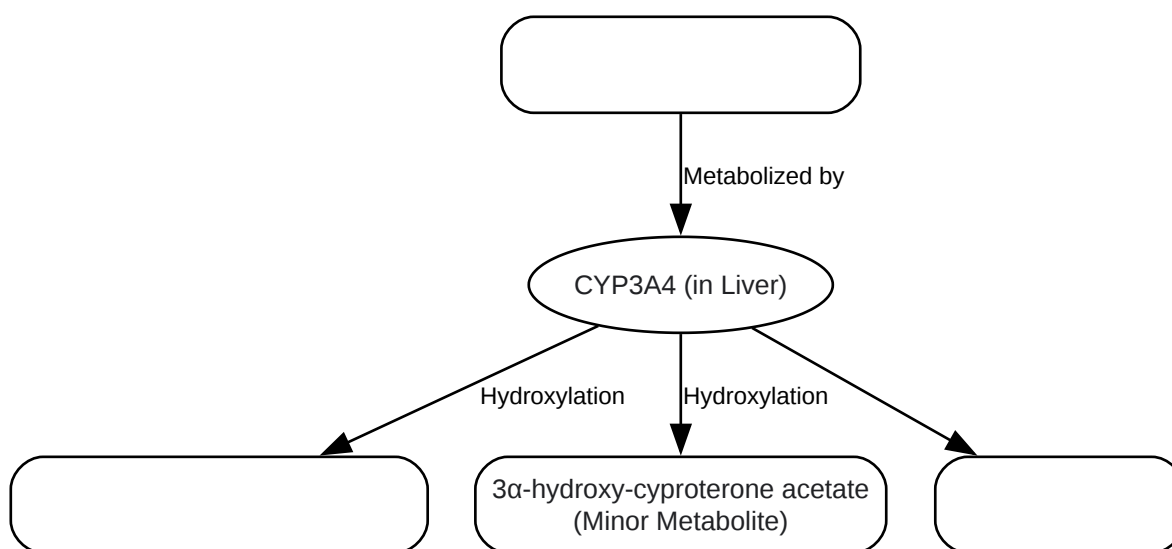 Metabolized by
CYP3A4 (in Liver)
Hydroxylation
Hydroxylation
3α-hydroxy-cyproterone acetate
(Minor Metabolite)